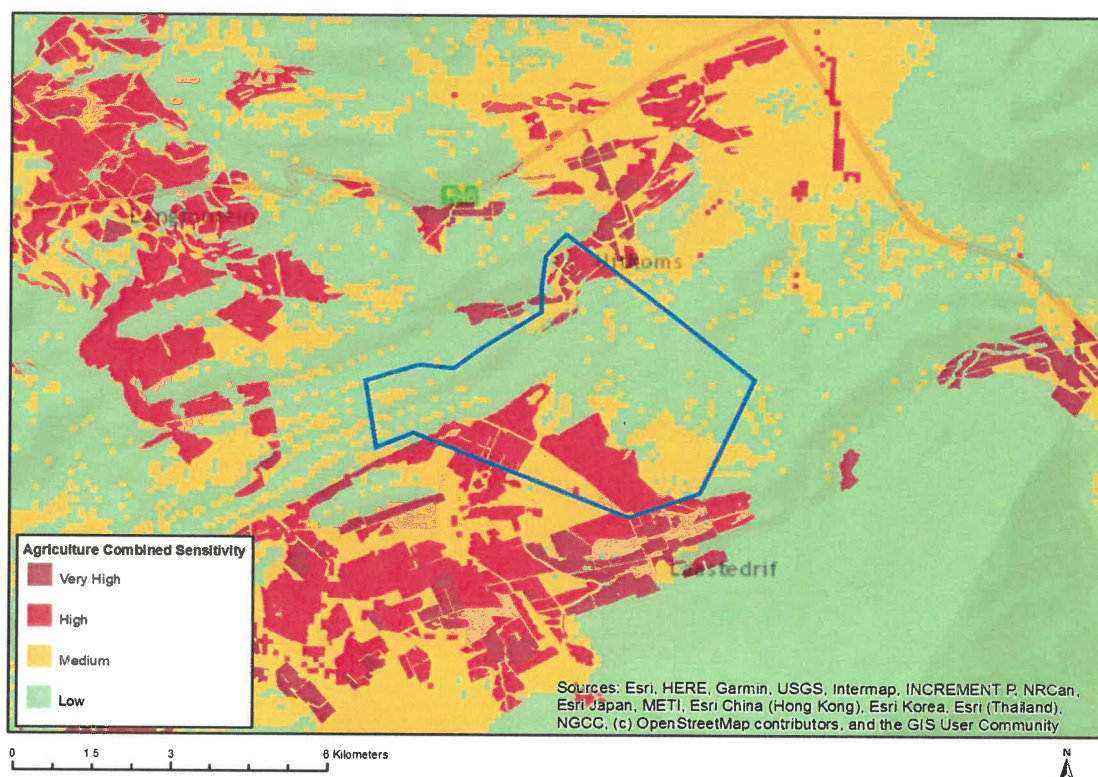 Laastedrif
Agriculture Combined Sensitivity
Very High
High
Medium
Low
Sources: Esri, HERE, Garmin, USGS, Intermap, INCREMENT P, NRCan,
Esri Japan, METI, Esri China (Hong Kong), Esri Korea, Esri (Thailand),
NGCC, (c) OpenStreetMap contributors, and the GIS User Community
0 1 5 3 6 Kilometers
N